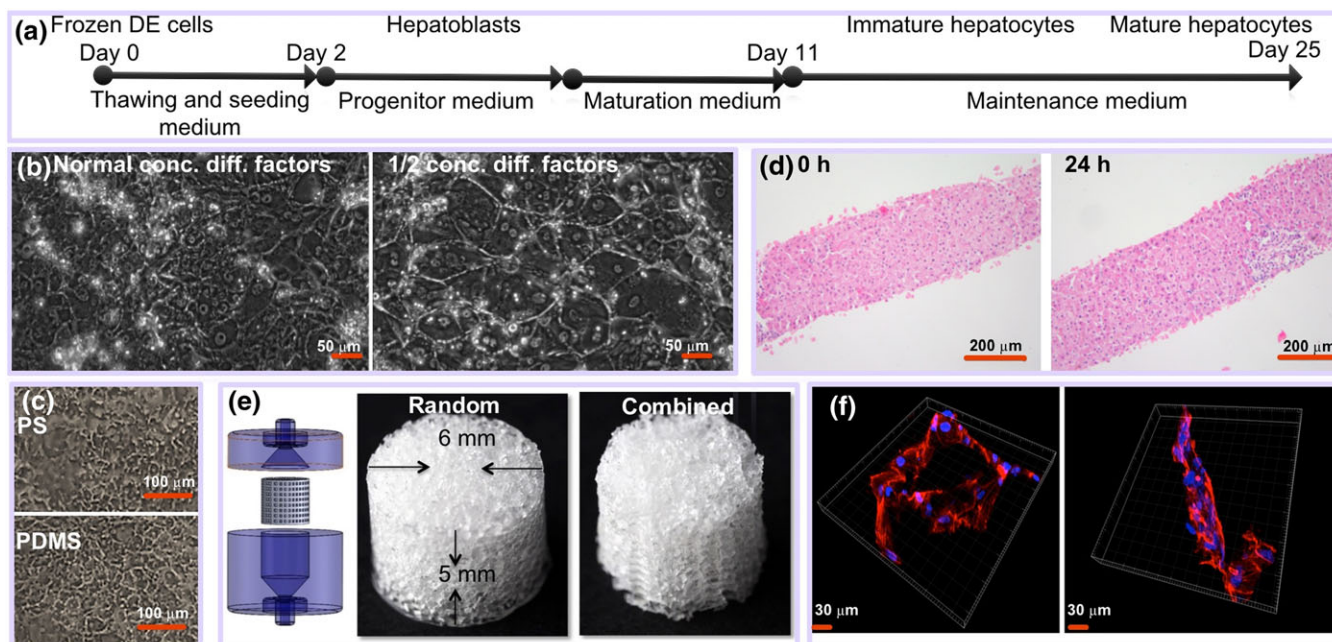 (a)
Frozen DE cells Hepatoblasts Immature hepatocytes Mature hepatocytes
Day 0 Day 2 Day 11 Day 25
Thawing and seeding medium Progenitor medium Maturation medium Maintenance medium
(b)
Normal conc. diff. factors
50 μm
1/2 conc. diff. factors
50 μm
(d)
0 h
200 μm
24 h
200 μm
(c)
PS
100 μm
PDMS
100 μm
(e)
Random
6 mm
5 mm
Combined
(f)
30 μm
30 μm